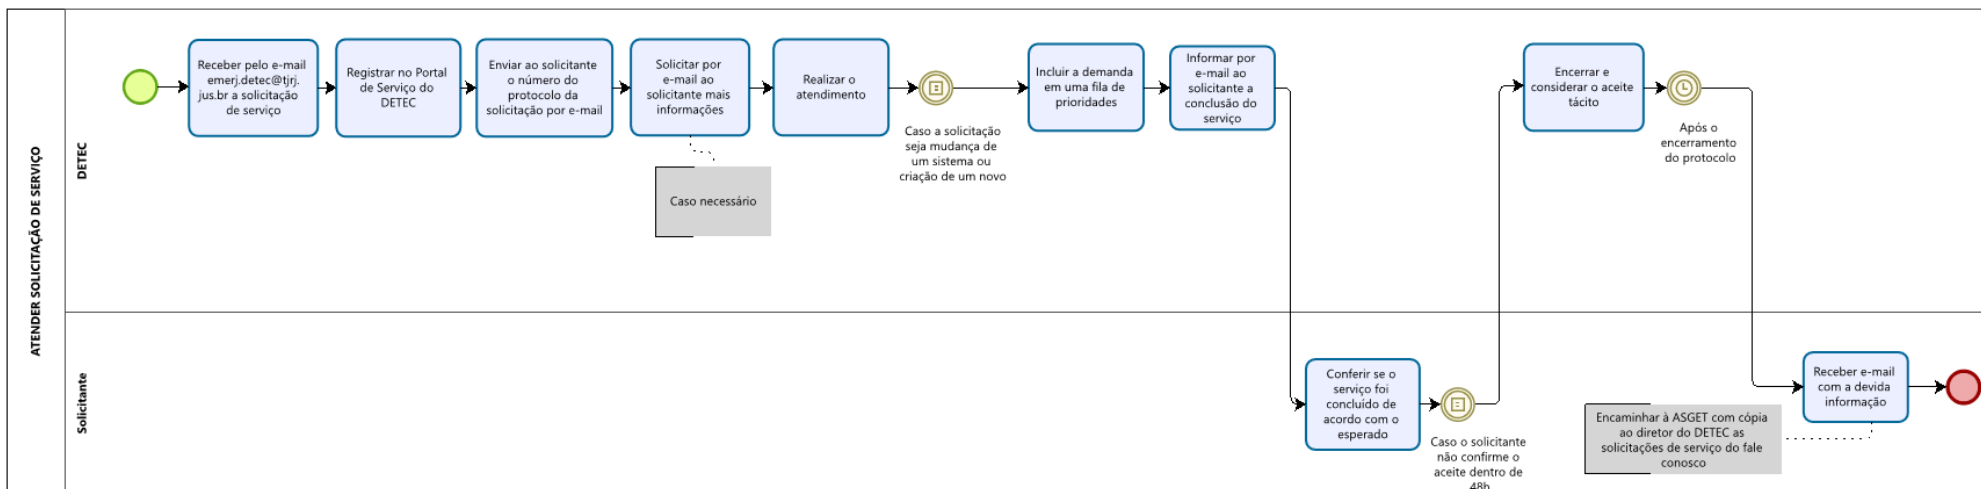 ATENDER SOLICITAÇÃO DE SERVIÇO
DETEC
Receber pelo e-mail
emerj.detec@tjrj.
jus.br a solicitação
de serviço
Registrar no Portal
de Serviço do
DETEC
Enviar ao solicitante
o número do
protocolo da
solicitação por e-mail
Solicitar por
e-mail ao
solicitante mais
informações
Caso necessário
Realizar o
atendimento
Caso a solicitação
seja mudança de
um sistema ou
criação de um novo
Incluir a demanda
em uma fila de
prioridades
Informar por
e-mail ao
solicitante a
conclusão do
serviço
Encerrar e
considerar o aceite
tácito
Após o
encerramento
do protocolo
Solicitante
Conferir se o
serviço foi
concluído de
acordo com o
esperado
Caso o solicitante
não confirme o
aceite dentro de
48h
Receber e-mail
com a devida
informação
Encaminhar à ASGET com cópia
ao diretor do DETEC as
solicitações de serviço do fale
conosco